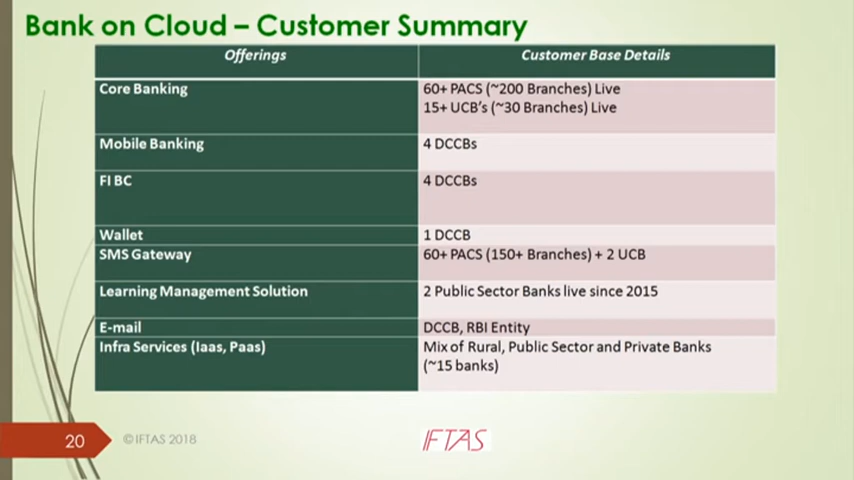 Bank on Cloud – Customer Summary
Offerings
Customer Base Details
Core Banking
60+ PACS (~200 Branches) Live
15+ UCB's (~30 Branches) Live
Mobile Banking
4 DCCBs
FI BC
4 DCCBs
Wallet
1 DCCB
SMS Gateway
60+ PACS (150+ Branches) + 2 UCB
Learning Management Solution
2 Public Sector Banks live since 2015
E-mail
DCCB, RBI Entity
Infra Services (Iaas, Paas)
Mix of Rural, Public Sector and Private Banks
(~15 banks)
20
©IFTAS 2018
IFTAS